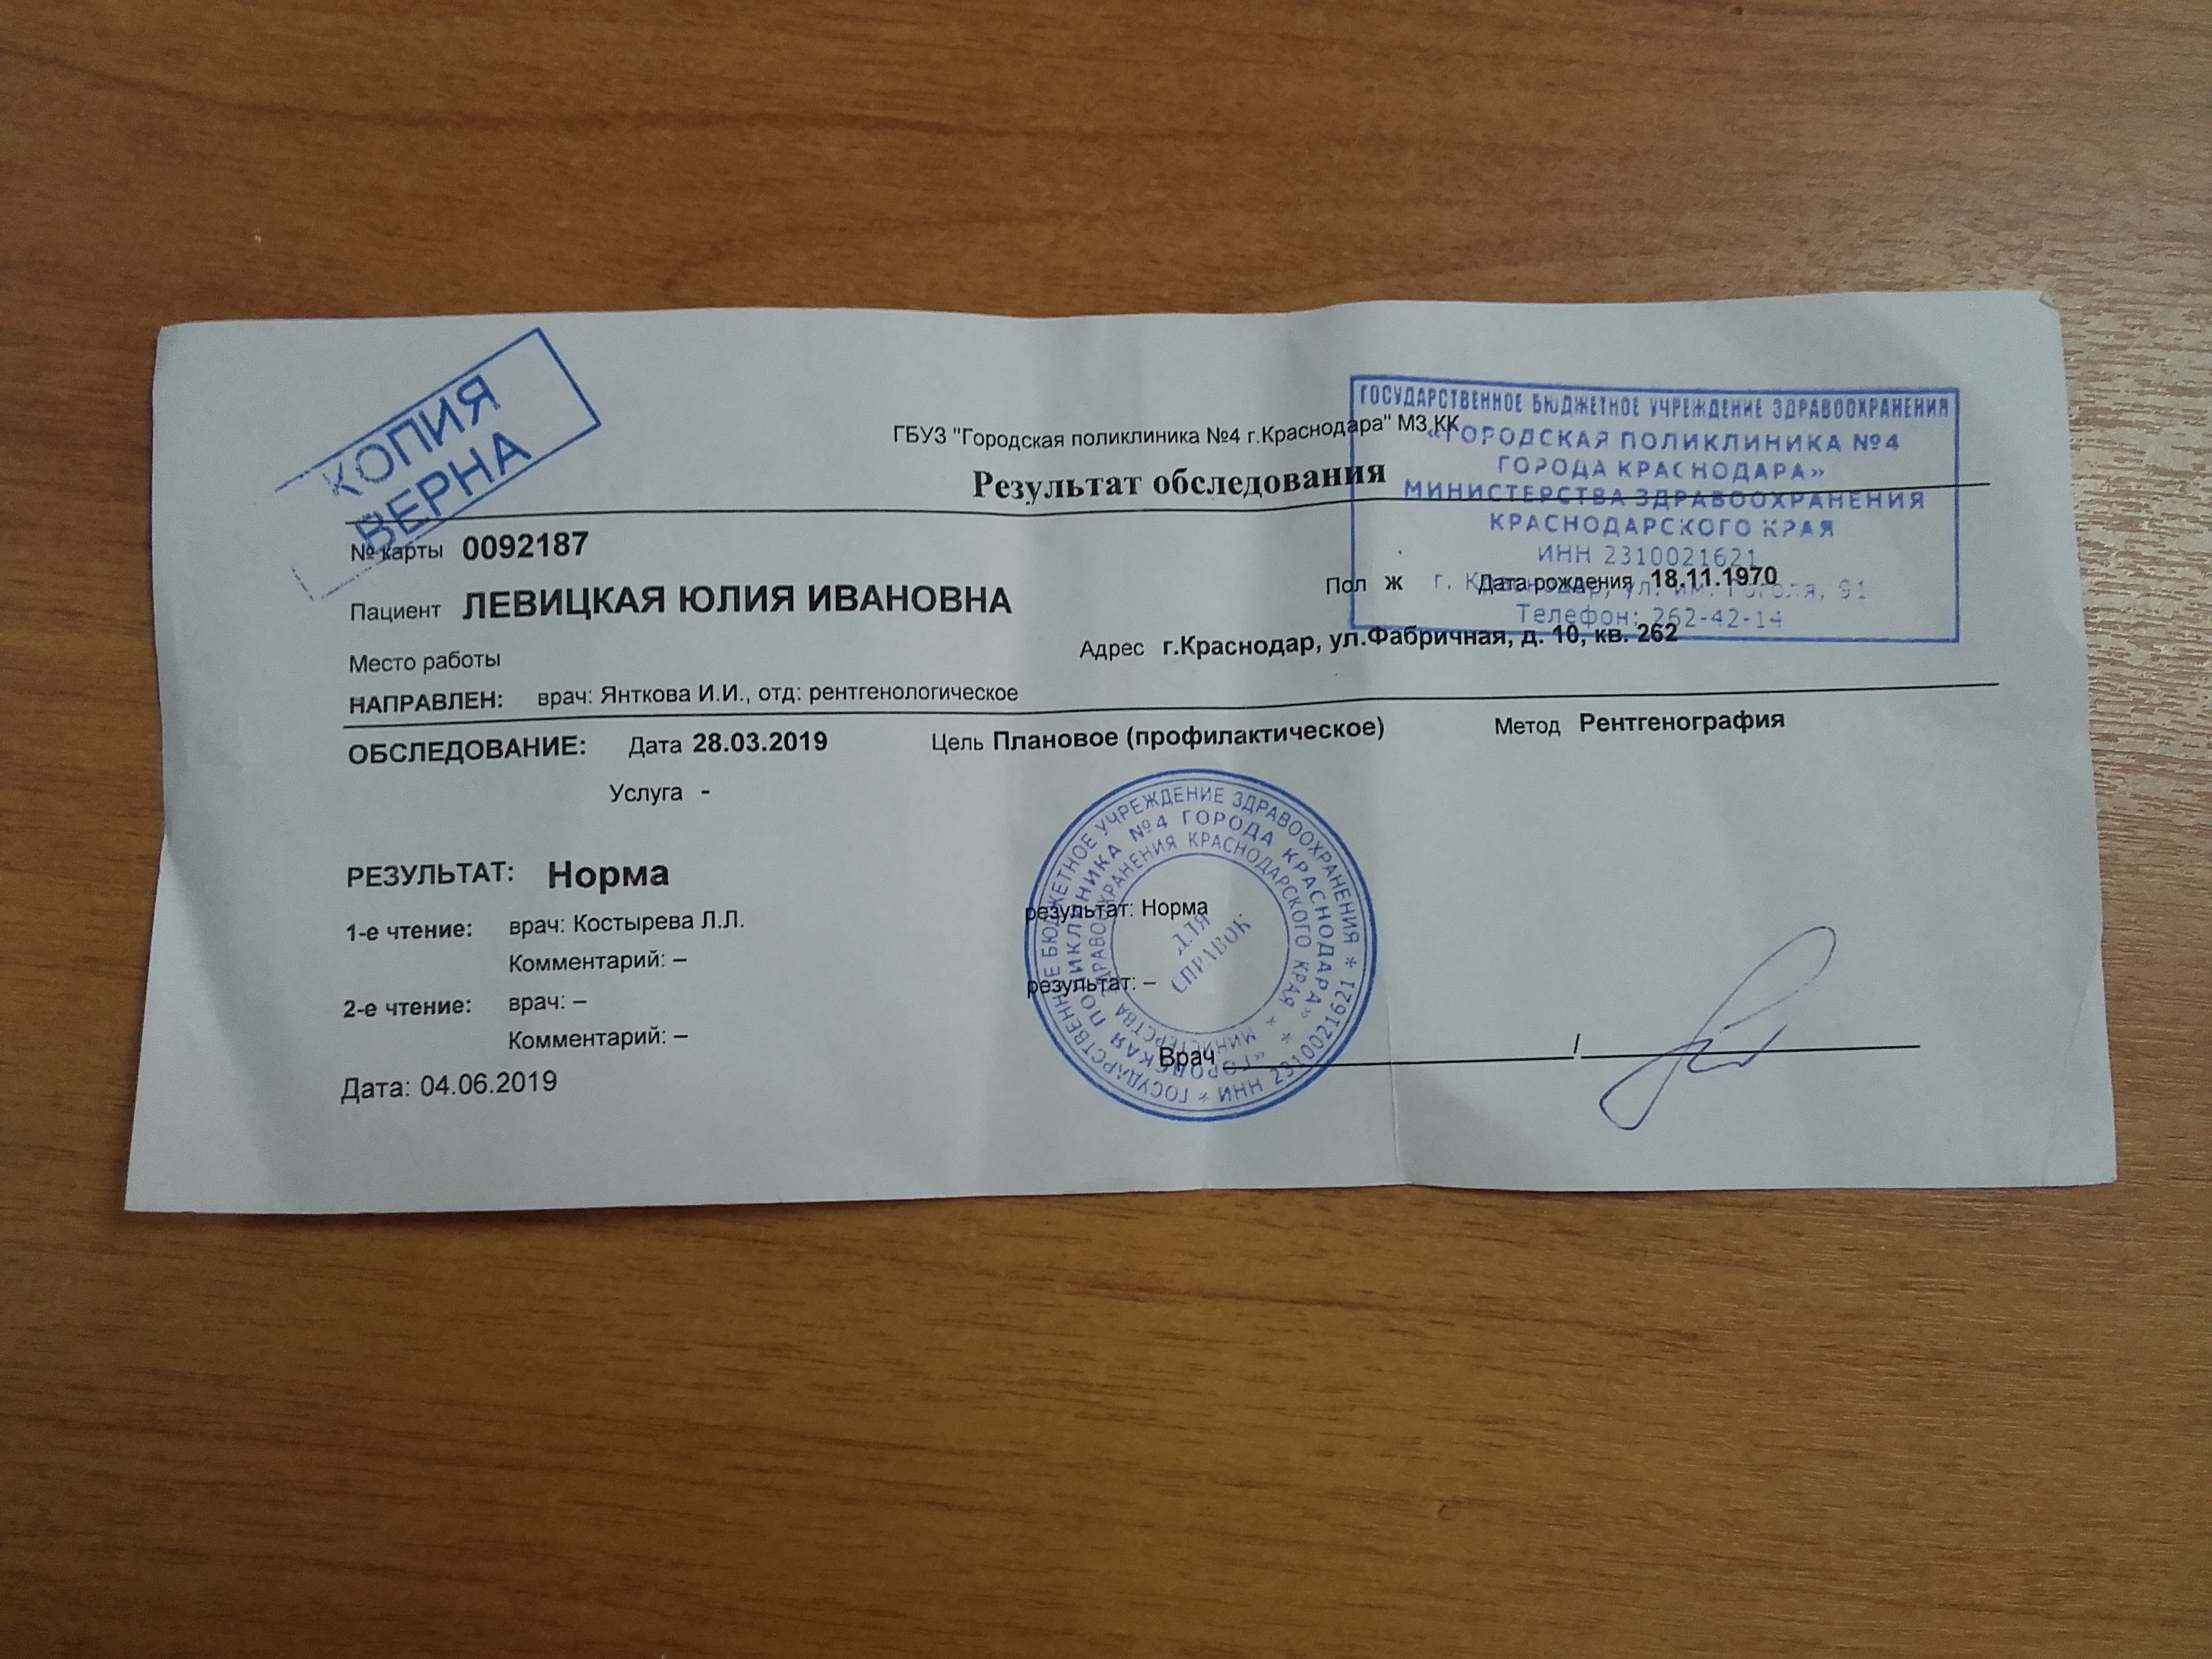 КОПИЯ
ВЕРНА
ГБУЗ "Городская поликлиника №4 г.Краснодара" МЗ КК
Результат обследования
ГОСУДАРСТВЕННОЕ БЮДЖЕТНОЕ УЧРЕЖДЕНИЕ ЗДРАВООХРАНЕНИЯ
«ГОРОДСКАЯ ПОЛИКЛИНИКА №4
ГОРОДА КРАСНОДАРА»
МИНИСТЕРСТВА ЗДРАВООХРАНЕНИЯ
КРАСНОДАРСКОГО КРАЯ
ИНН 2310021621
г. Краснодар, ул. им. Гоголя, 91
Телефон: 262-42-14
№ карты 0092187
Пациент ЛЕВИЦКАЯ ЮЛИЯ ИВАНОВНА Пол ж Дата рождения 18.11.1970
Место работы Адрес г.Краснодар, ул.Фабричная, д. 10, кв. 262
НАПРАВЛЕН: врач: Янткова И.И., отд: рентгенологическое
ОБСЛЕДОВАНИЕ: Дата 28.03.2019 Цель Плановое (профилактическое) Метод Рентгенография
Услуга -
РЕЗУЛЬТАТ: Норма
1-е чтение: врач: Костырева Л.Л. результат: Норма
Комментарий: –
2-е чтение: врач: – результат: –
Комментарий: –
Врач /
Дата: 04.06.2019
ГОСУДАРСТВЕННОЕ БЮДЖЕТНОЕ УЧРЕЖДЕНИЕ ЗДРАВООХРАНЕНИЯ * ИНН 2310021621 *
«ГОРОДСКАЯ ПОЛИКЛИНИКА №4 ГОРОДА КРАСНОДАРА» *
МИНИСТЕРСТВА ЗДРАВООХРАНЕНИЯ КРАСНОДАРСКОГО КРАЯ *
ДЛЯ
СПРАВОК